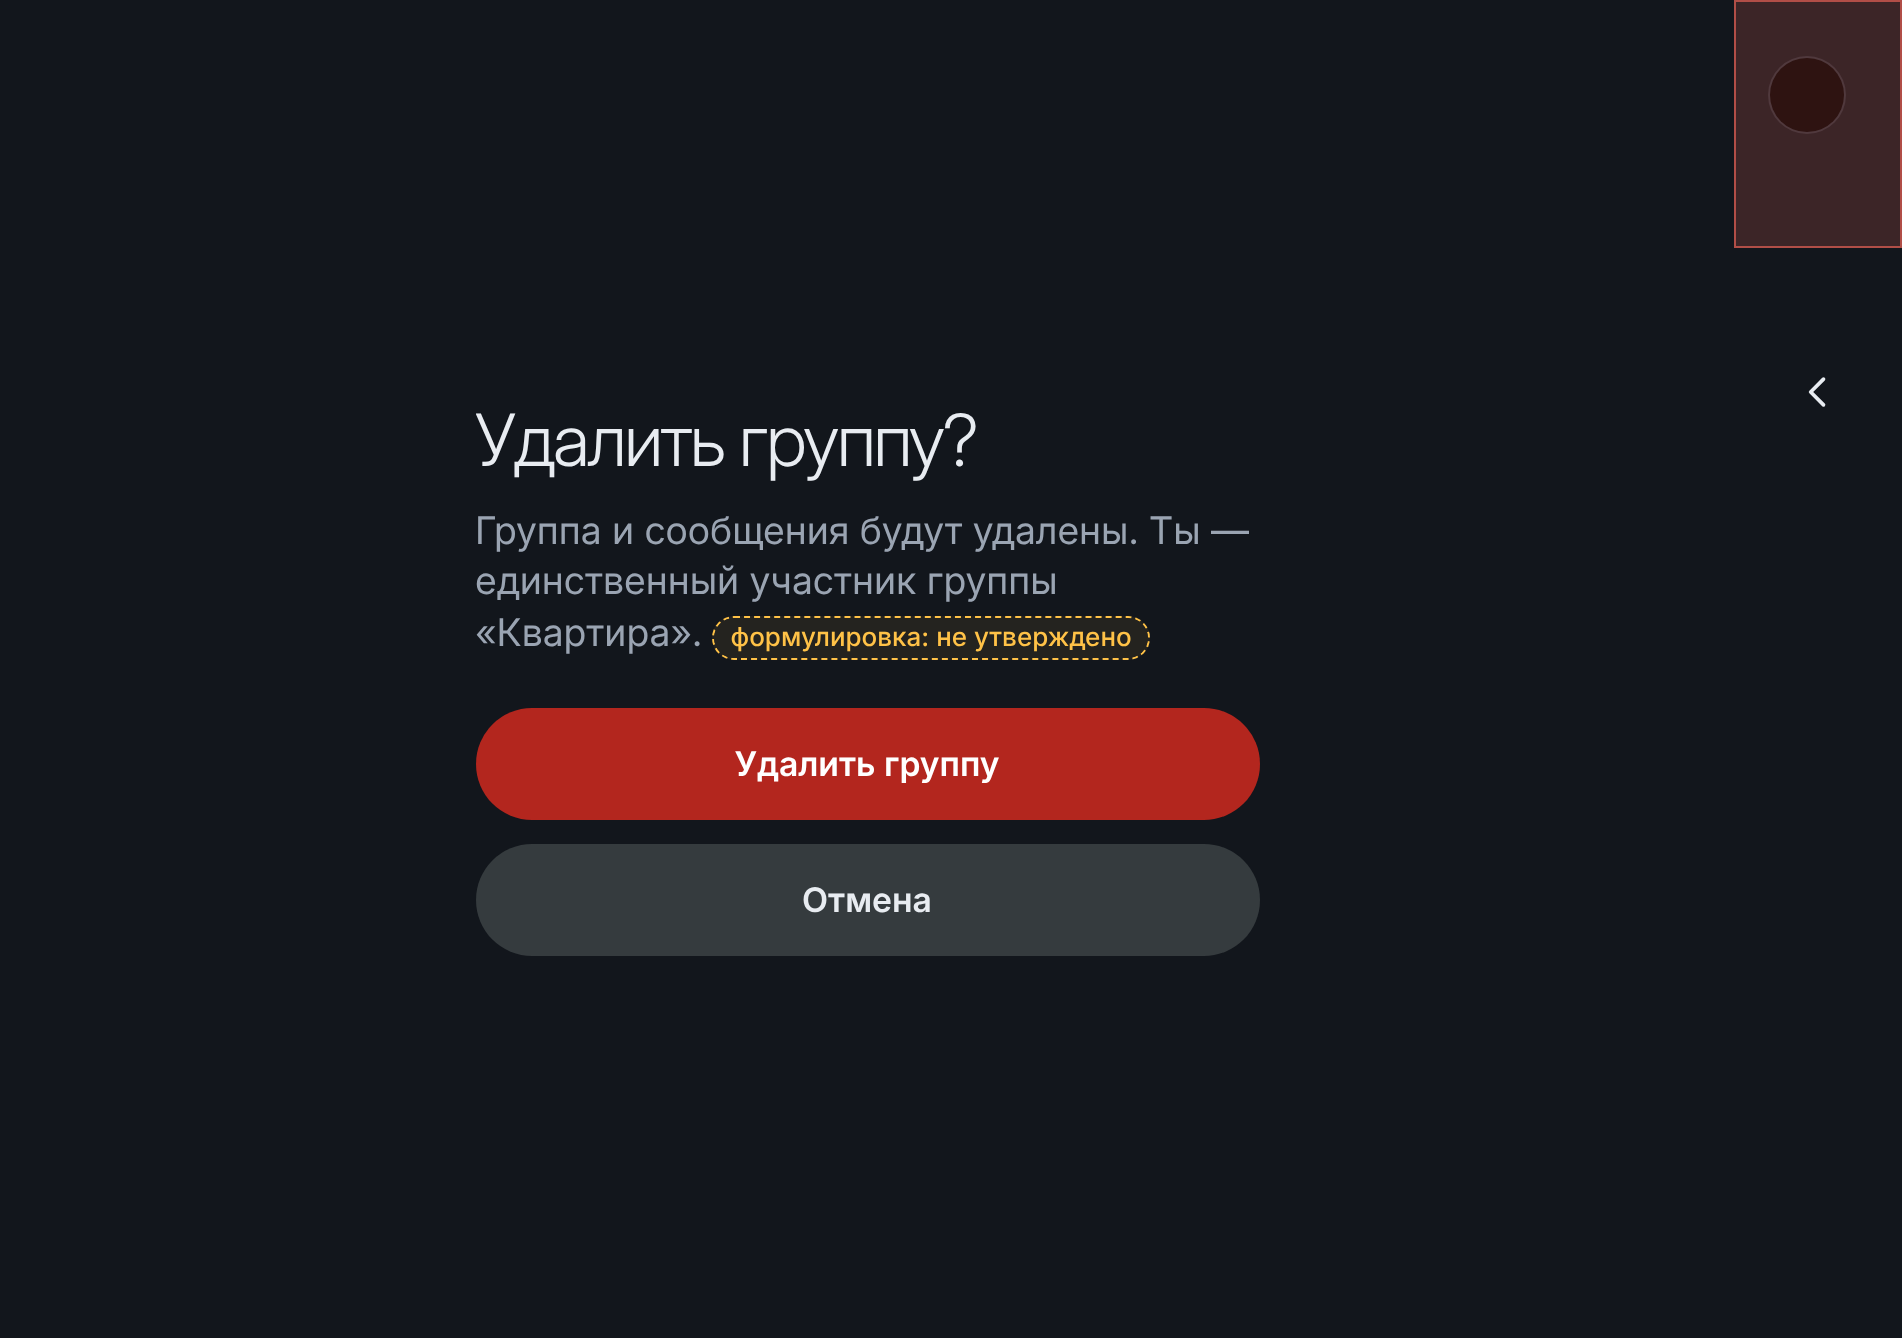 Удалить группу?
Группа и сообщения будут удалены. Ты —
единственный участник группы
«Квартира». формулировка: не утверждено
Удалить группу
Отмена